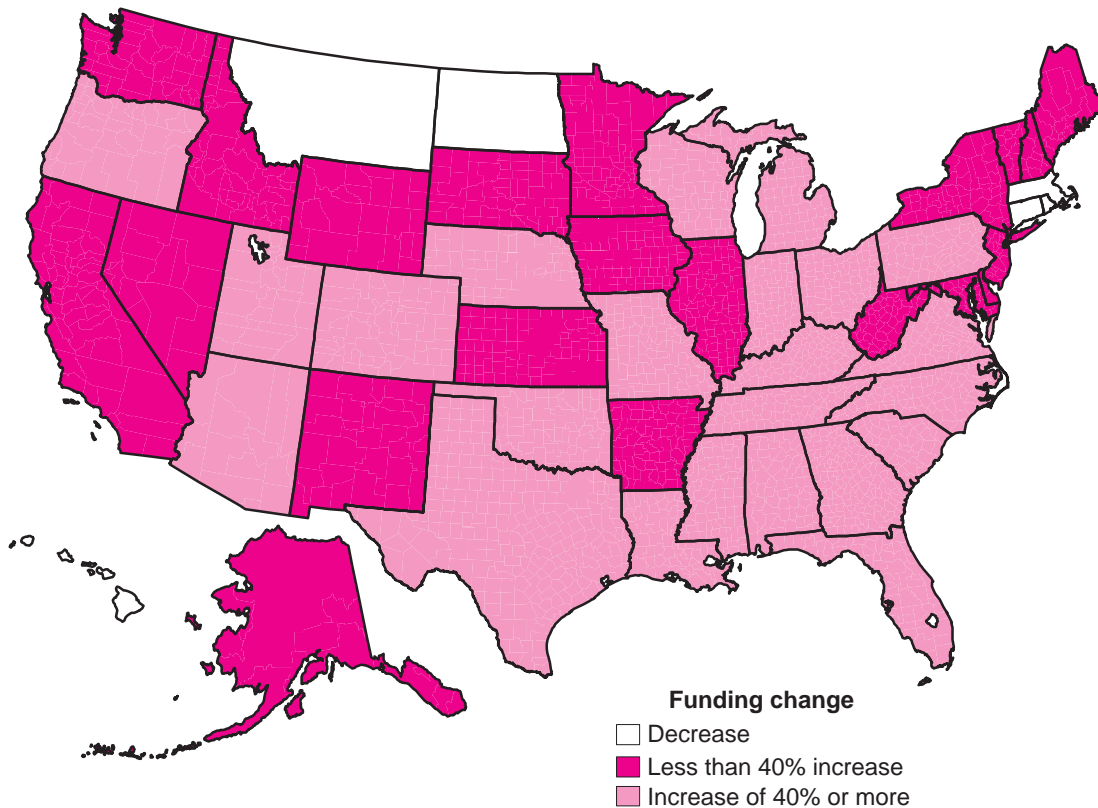 Funding change
Decrease
Less than 40% increase
Increase of 40% or more